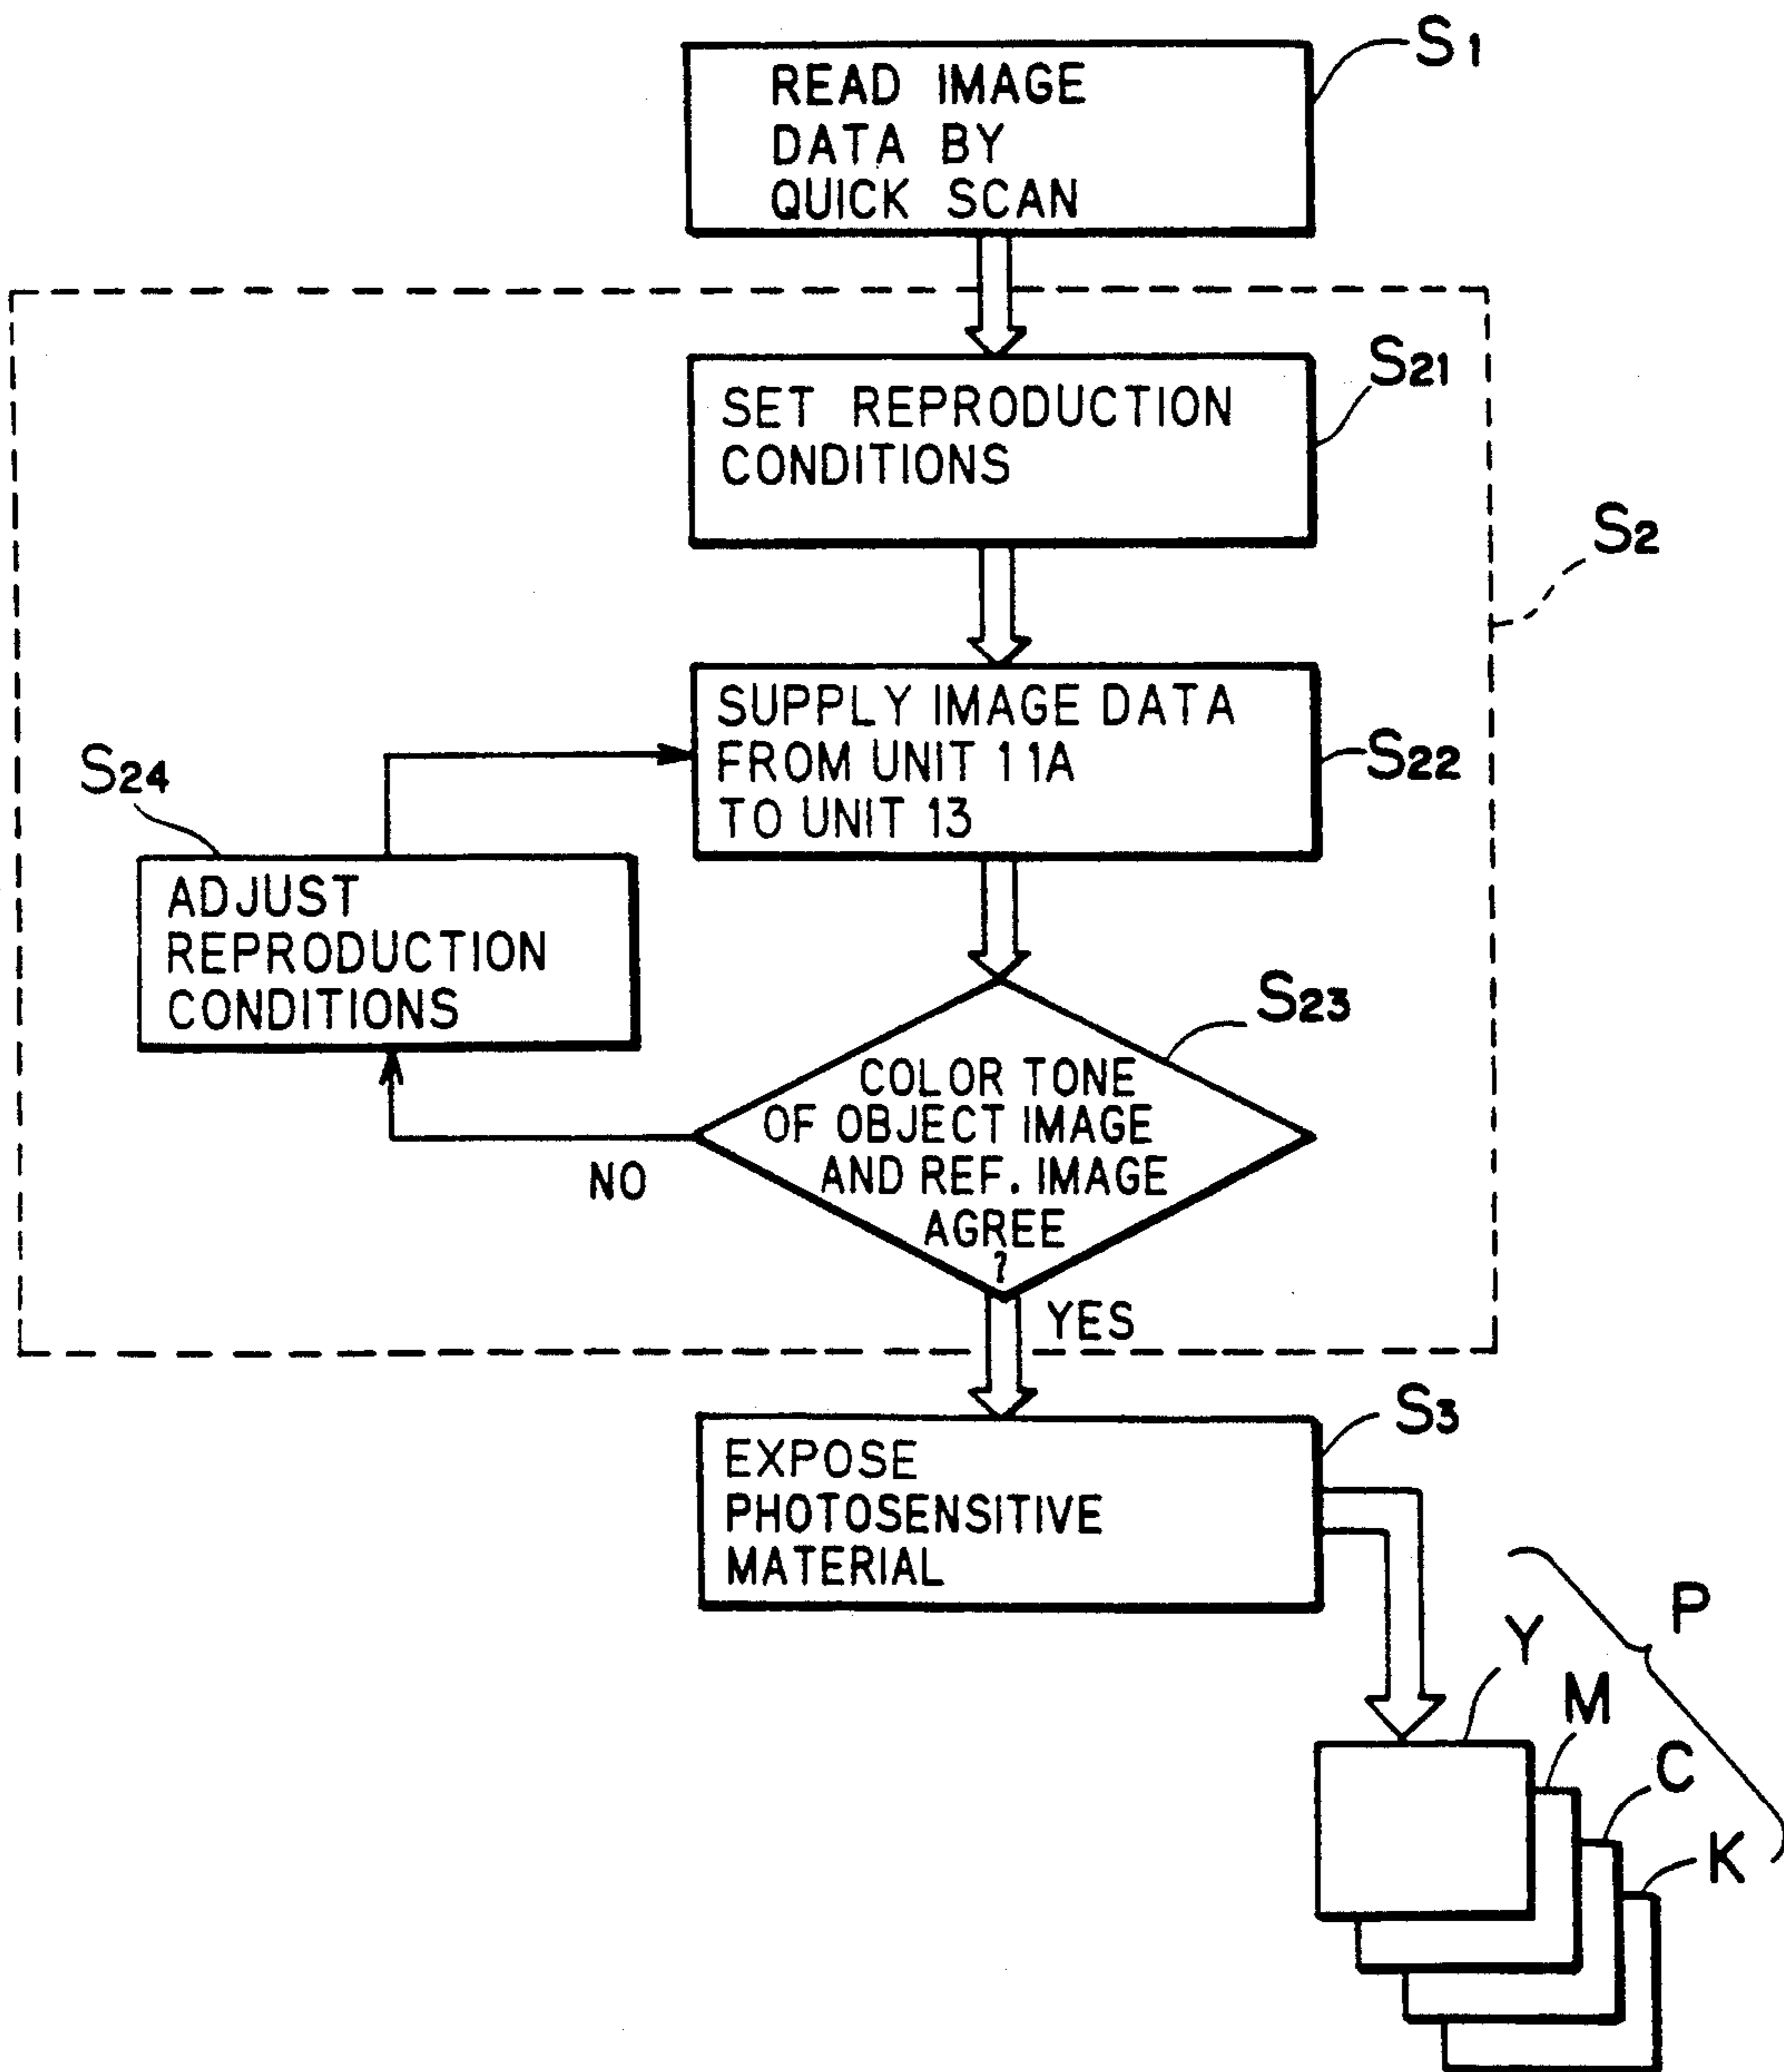 S1
READ IMAGE
DATA BY
QUICK SCAN
S21
SET REPRODUCTION
CONDITIONS
S2
S22
SUPPLY IMAGE DATA
FROM UNIT 11A
TO UNIT 13
S24
ADJUST
REPRODUCTION
CONDITIONS
S23
COLOR TONE
OF OBJECT IMAGE
AND REF. IMAGE
AGREE
?
NO
YES
S3
EXPOSE
PHOTOSENSITIVE
MATERIAL
P
Y
M
C
K